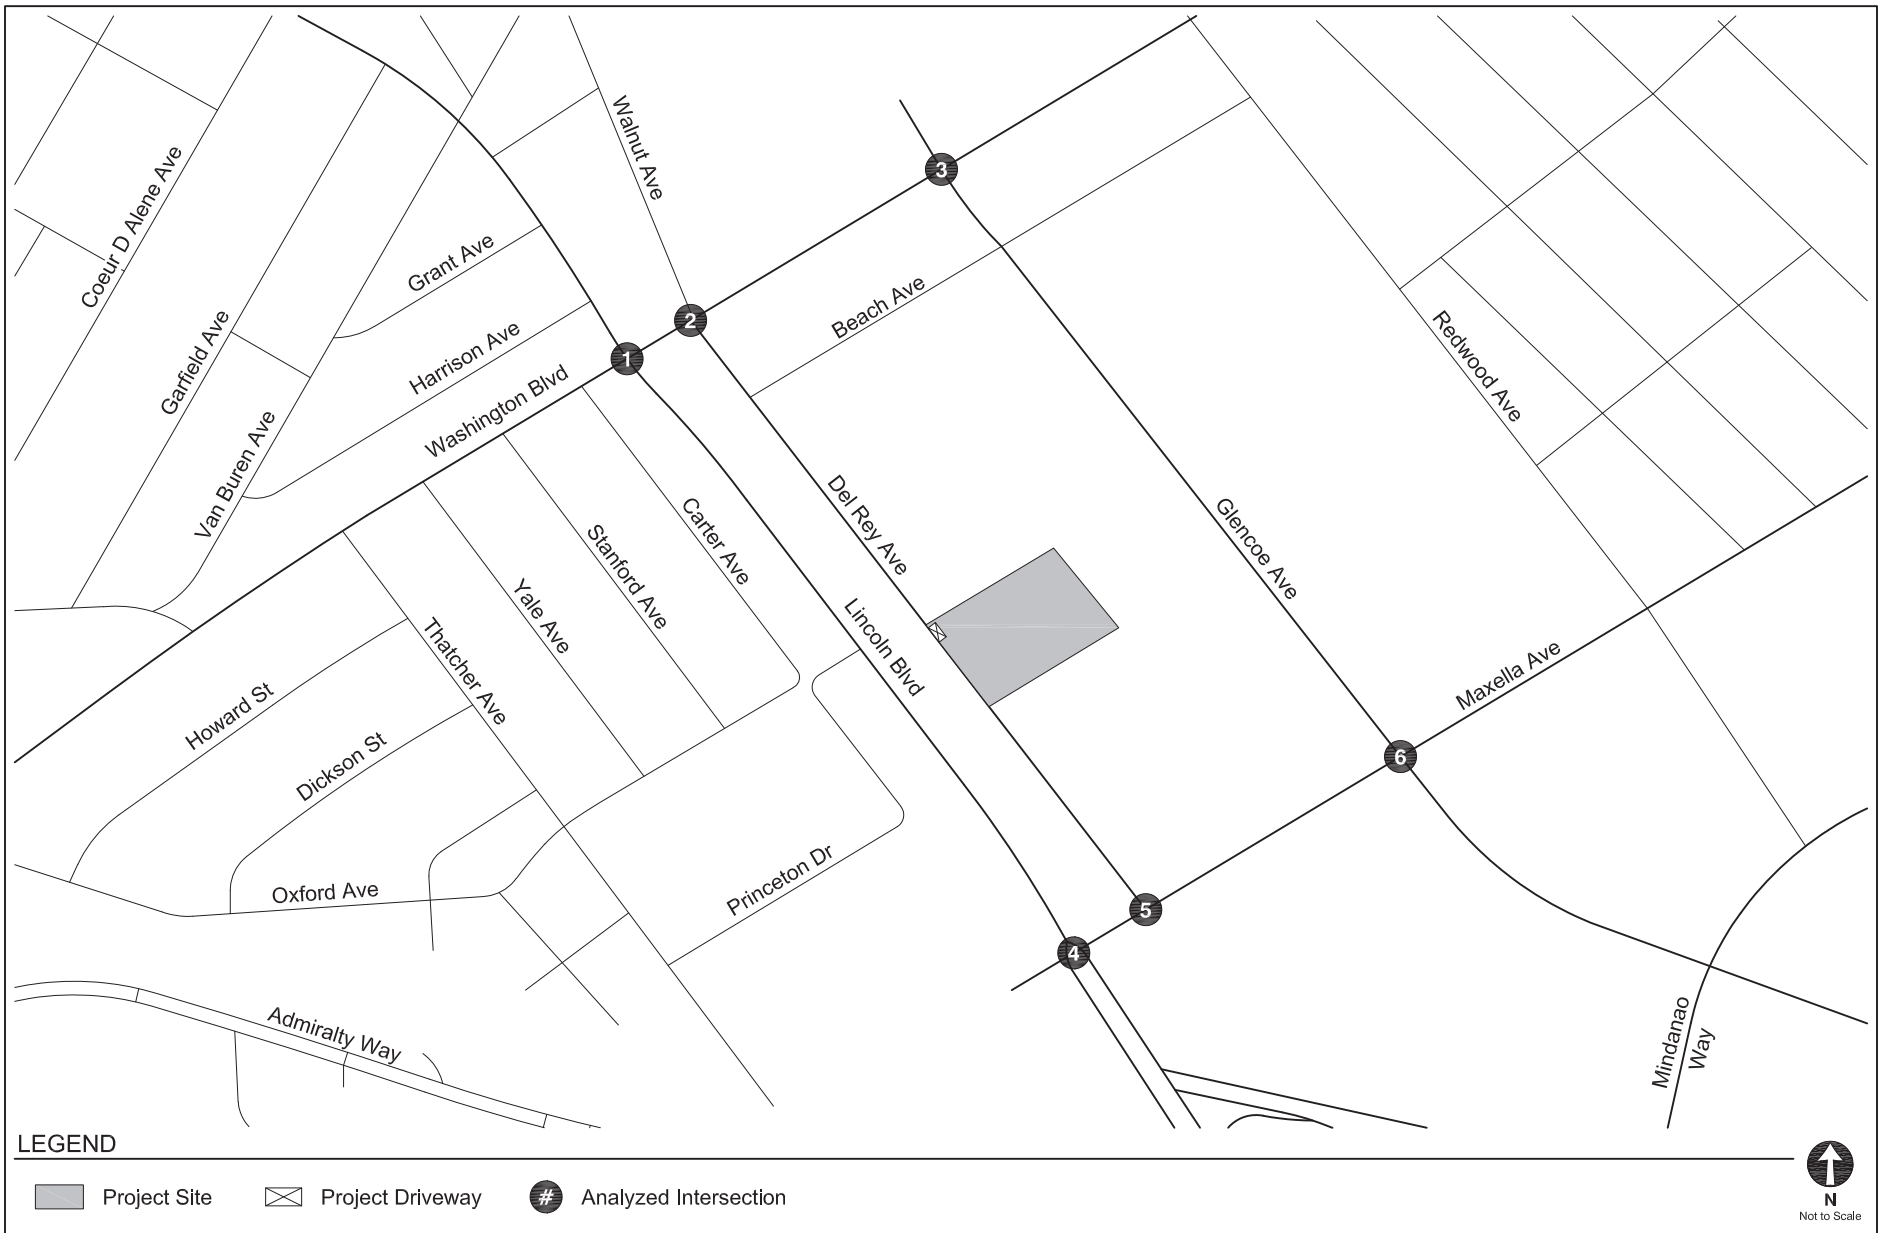 Walnut Ave
Coeur D Alene Ave
3
Grant Ave
Beach Ave
2
Garfield Ave
Harrison Ave
1
Redwood Ave
Washington Blvd
Van Buren Ave
Del Rey Ave
Carter Ave
Stanford Ave
Glencoe Ave
Yale Ave
Lincoln Blvd
Thatcher Ave
Maxella Ave
Howard St
6
Dickson St
Princeton Dr
Oxford Ave
5
4
Admiralty Way
Mindanao
Way
LEGEND
Project Site
Project Driveway
# Analyzed Intersection
N
Not to Scale